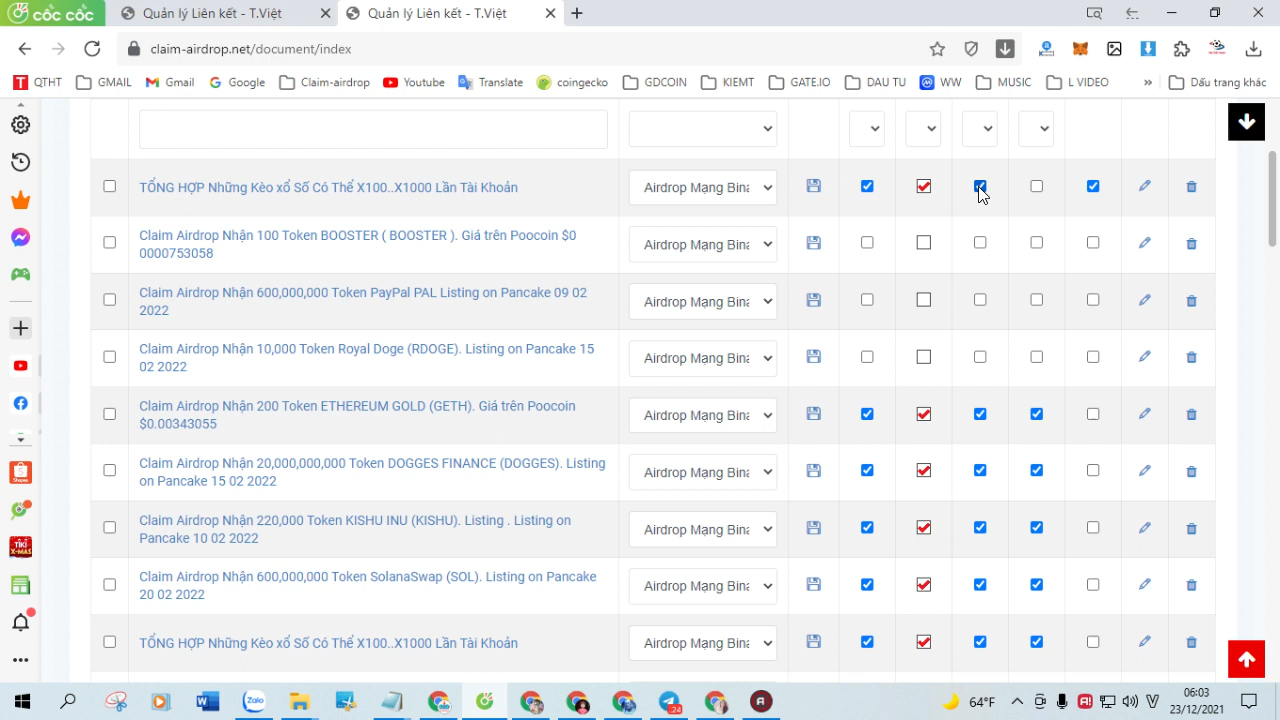 cốc cốc
Quản lý kết - T.Việt
Quản lý kết - T.Việt
claim-airdrop.net/document/index
QTHT
GMAIL
Gmail
Google
Claim-airdrop
Youtube
Translate
coingecko
GDCOIN
KIEMT
GATE.IO
DAU TU
WW
MUSIC
L VIDEO
»
Dấu trang khác
TỔNG HỢP Những Kèo xổ Số Có Thể X100..X1000 Lần Tài Khoản
Airdrop Mạng Bina
Claim Airdrop Nhận 100 Token BOOSTER ( BOOSTER ). Giá trên Poocoin $0
0000753058
Airdrop Mạng Bina
Claim Airdrop Nhận 600,000,000 Token PayPal PAL Listing on Pancake 09 02
2022
Airdrop Mạng Bina
Claim Airdrop Nhận 10,000 Token Royal Doge (RDOGE). Listing on Pancake 15
02 2022
Airdrop Mạng Bina
Claim Airdrop Nhận 200 Token ETHEREUM GOLD (GETH). Giá trên Poocoin
$0.00343055
Airdrop Mạng Bina
Claim Airdrop Nhận 20,000,000,000 Token DOGGES FINANCE (DOGGES). Listing
on Pancake 15 02 2022
Airdrop Mạng Bina
Claim Airdrop Nhận 220,000 Token KISHU INU (KISHU). Listing . Listing on
Pancake 10 02 2022
Airdrop Mạng Bina
Claim Airdrop Nhận 600,000,000 Token SolanaSwap (SOL). Listing on Pancake
20 02 2022
Airdrop Mạng Bina
TỔNG HỢP Những Kèo xổ Số Có Thể X100..X1000 Lần Tài Khoản
Airdrop Mạng Bina
Shopee
TIKI
X-MAS
Zalo
24
64°F
06:03
23/12/2021